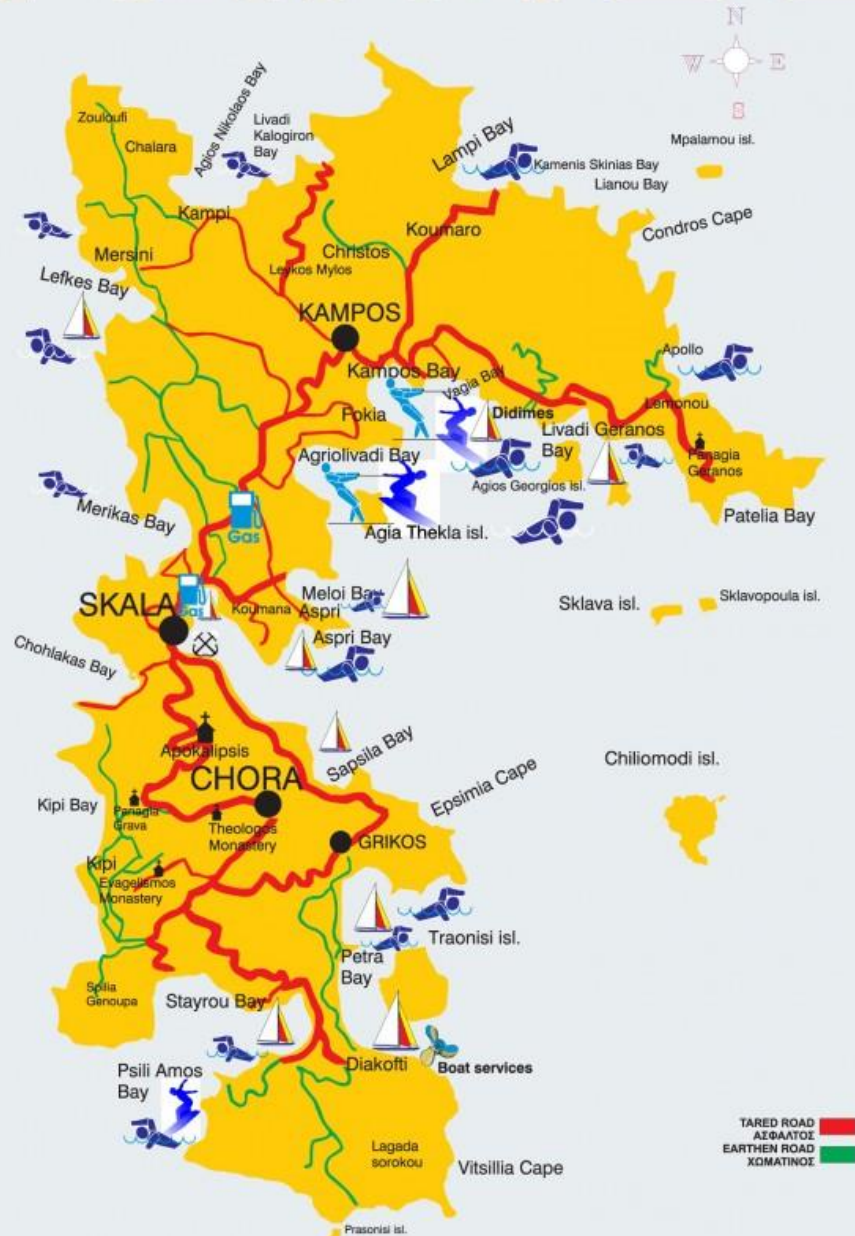 N
W E
S
Zouloufi
Chalara
Agios Nikolaos Bay
Livadi
Kalogiron
Bay
Lampi Bay
Kamenis Skinias Bay
Lianou Bay
Mpalamou isl.
Condros Cape
Kampi
Koumaro
Christos
Leykos Mylos
Mersini
Lefkes Bay
KAMPOS
Kampos Bay
Vagia Bay
Apollo
Fokia
Didimes
Lemonou
Livadi Geranos
Bay
Panagia
Geranos
Agriolivadi Bay
Agios Georgios isl.
Merikas Bay
Gas
Agia Thekla isl.
Patelia Bay
Gas
SKALA
Koumana
Meloi Bay
Aspri
Aspri Bay
Sklava isl.
Sklavopoula isl.
Chohlakas Bay
Apokalipsis
Sapsila Bay
Chiliomodi isl.
CHORA
Epsimia Cape
Kipi Bay
Panagia
Grava
Theologos
Monastery
GRIKOS
Kipi
Evagelismos
Monastery
Traonisi isl.
Petra
Bay
Spilia
Genoupa
Stayrou Bay
Psili Amos
Bay
Diakofti
Boat services
Lagada
sorokou
Vitsillia Cape
Prasonisi isl.
TARED ROAD
ΑΣΦΑΛΤΟΣ
EARTHEN ROAD
ΧΩΜΑΤΙΝΟΣ